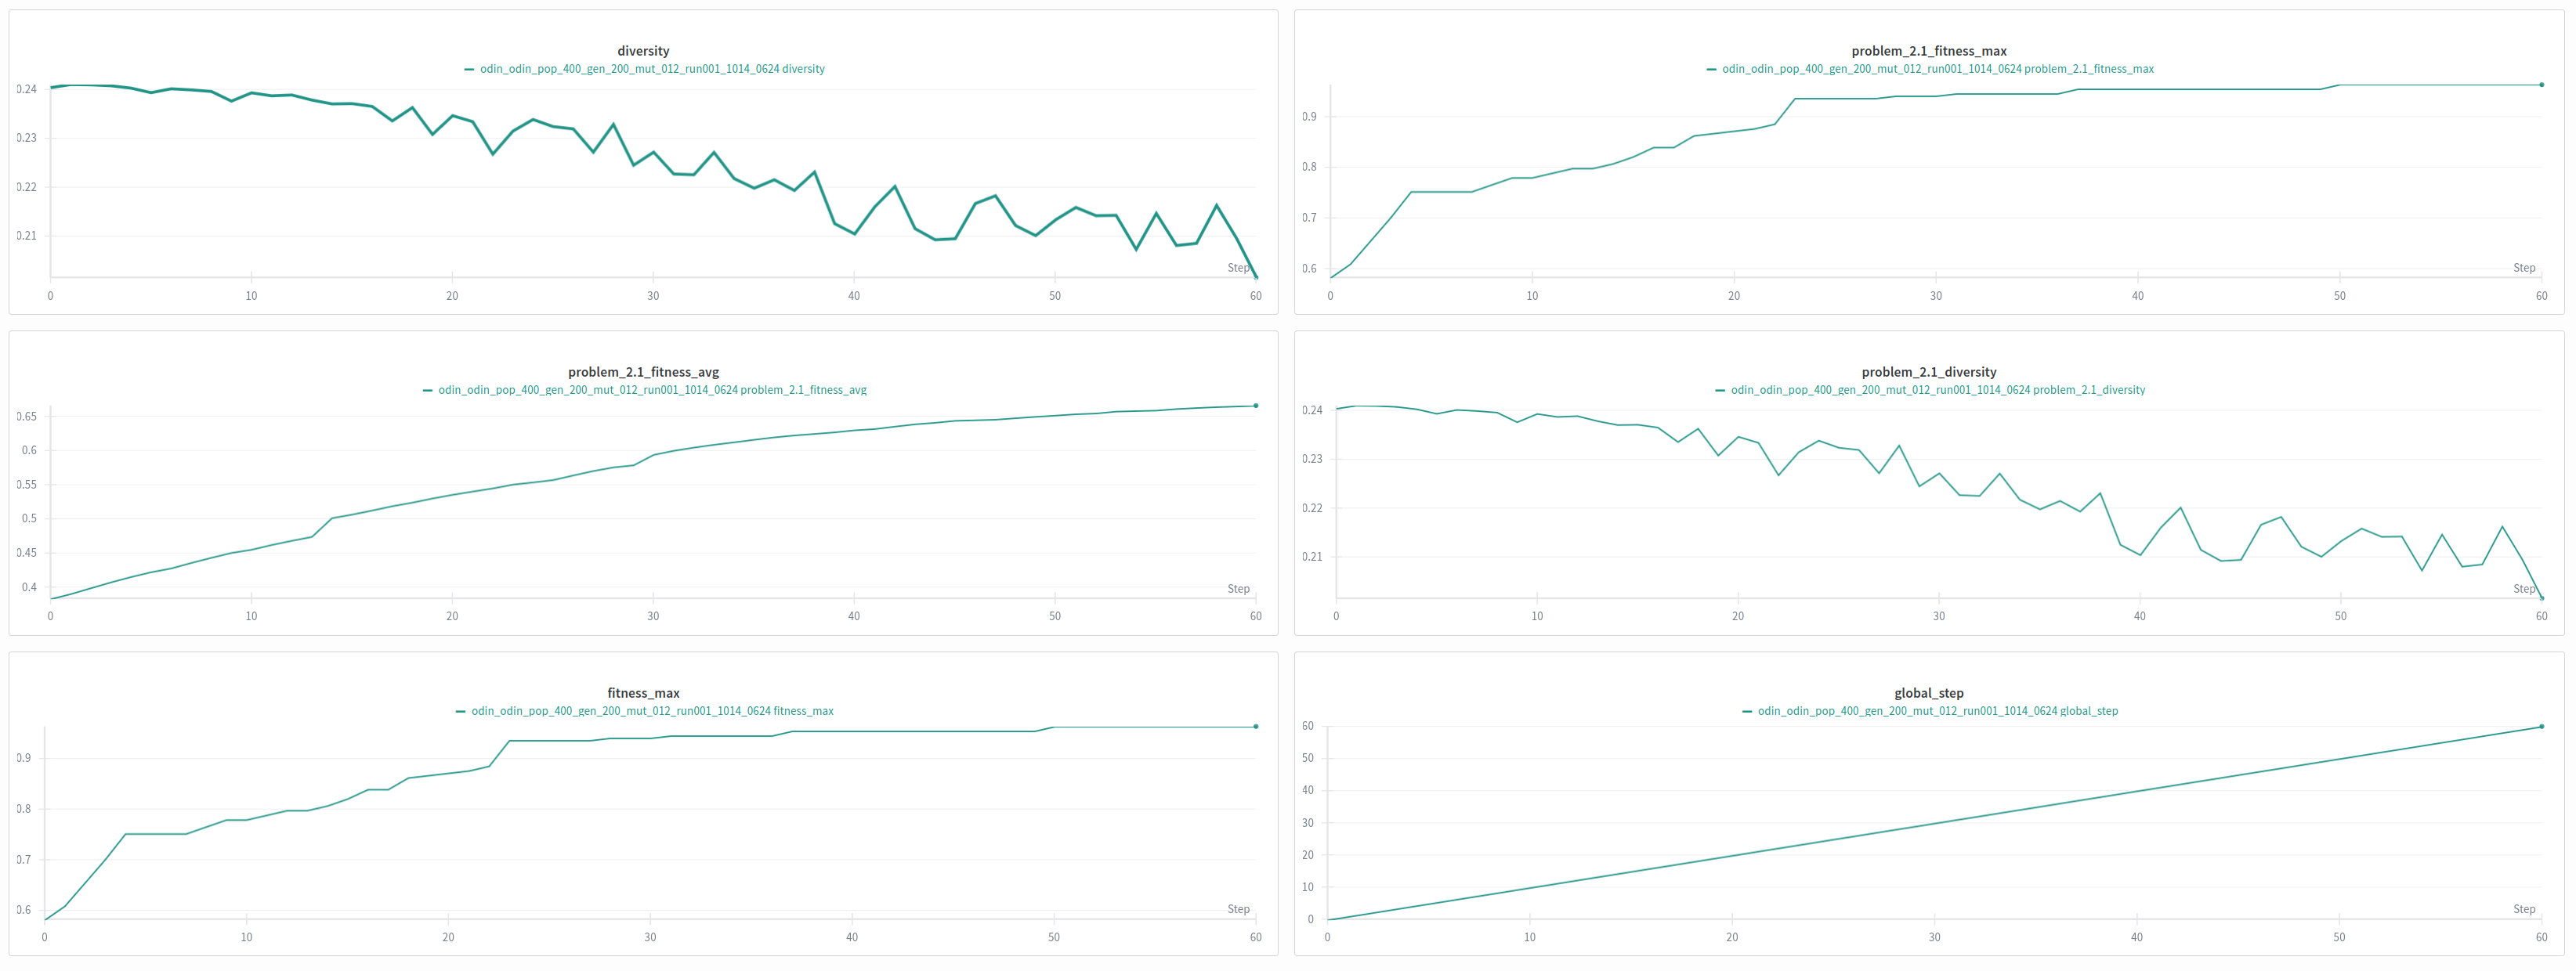 diversity
odin_odin_pop_400_gen_200_mut_012_run001_1014_0624 diversity
0.24
0.23
0.22
0.21
Step
0 10 20 30 40 50 60
problem_2.1_fitness_max
odin_odin_pop_400_gen_200_mut_012_run001_1014_0624 problem_2.1_fitness_max
0.9
0.8
0.7
0.6
Step
0 10 20 30 40 50 60
problem_2.1_fitness_avg
odin_odin_pop_400_gen_200_mut_012_run001_1014_0624 problem_2.1_fitness_avg
0.65
0.6
0.55
0.5
0.45
0.4
Step
0 10 20 30 40 50 60
problem_2.1_diversity
odin_odin_pop_400_gen_200_mut_012_run001_1014_0624 problem_2.1_diversity
0.24
0.23
0.22
0.21
Step
0 10 20 30 40 50 60
fitness_max
odin_odin_pop_400_gen_200_mut_012_run001_1014_0624 fitness_max
0.9
0.8
0.7
0.6
Step
0 10 20 30 40 50 60
global_step
odin_odin_pop_400_gen_200_mut_012_run001_1014_0624 global_step
60
50
40
30
20
10
0
Step
0 10 20 30 40 50 60